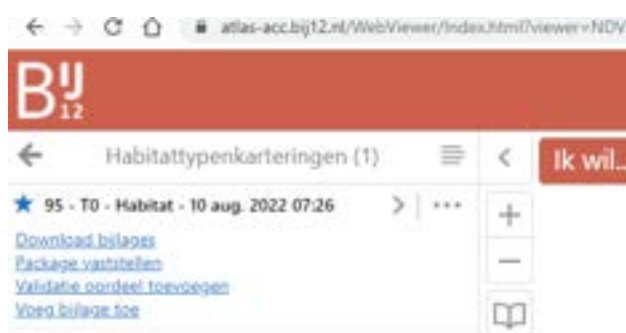 atlas-acc.bij12.nl/WebViewer/Index.html?viewer=NDV
BIJ
12
Habitattypenkarteringen (1)
Ik wil...
95 - T0 - Habitat - 10 aug. 2022 07:26
Download bijlages
Package vaststellen
Validatie oordeel toevoegen
Voeg bijlage toe